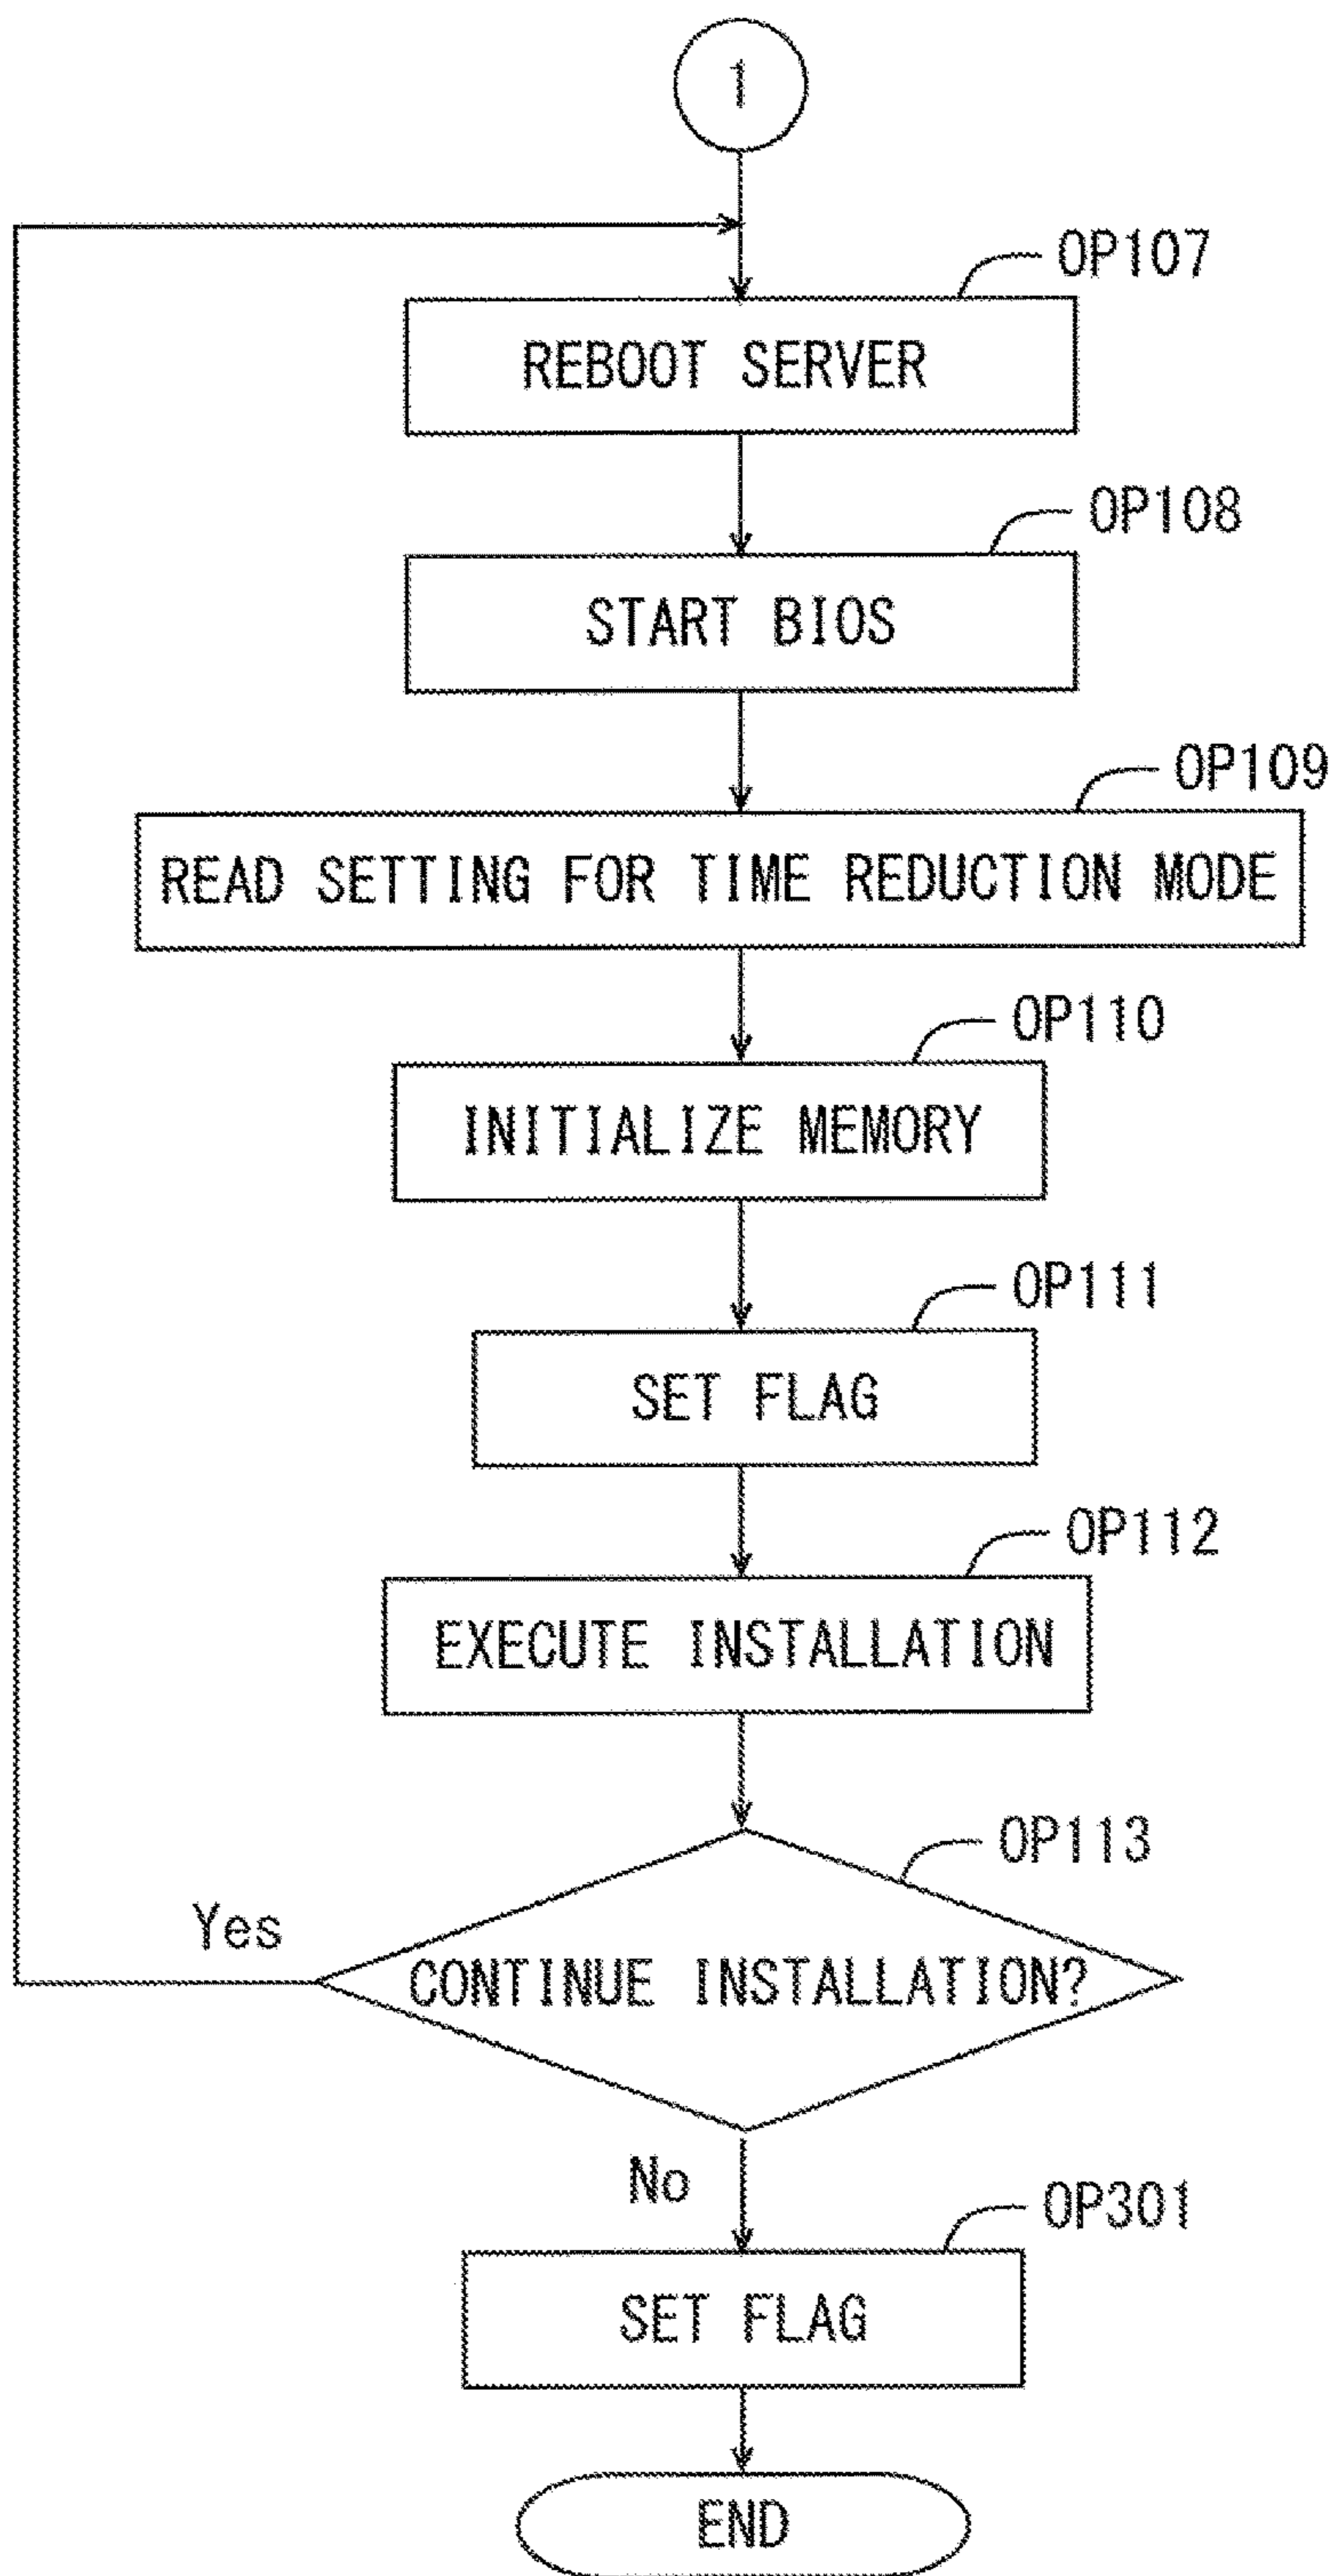 1
OP107
REBOOT SERVER
OP108
START BIOS
OP109
READ SETTING FOR TIME REDUCTION MODE
OP110
INITIALIZE MEMORY
OP111
SET FLAG
OP112
EXECUTE INSTALLATION
OP113
Yes
CONTINUE INSTALLATION?
No
OP301
SET FLAG
END